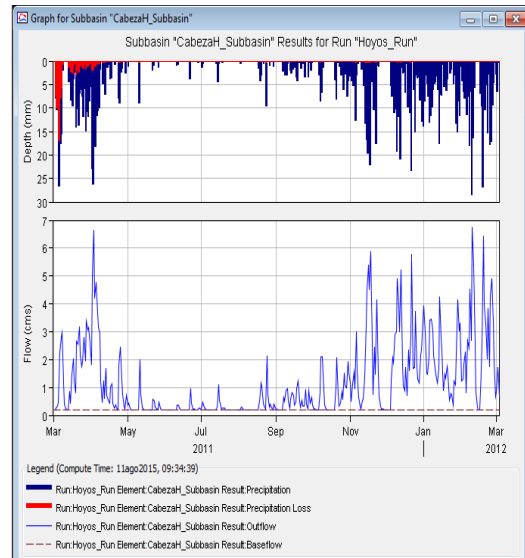 Graph for Subbasin "CabezaH_Subbasin"
Subbasin "CabezaH_Subbasin" Results for Run "Hoyos_Run"
Depth (mm)
0
5
10
15
20
25
30
Flow (cms)
7
6
5
4
3
2
1
0
Mar May Jul Sep Nov Jan Mar
2011 2012
Legend (Compute Time: 11ago2015, 09:34:39)
Run:Hoyos_Run Element:CabezaH_Subbasin Result:Precipitation
Run:Hoyos_Run Element:CabezaH_Subbasin Result:Precipitation Loss
Run:Hoyos_Run Element:CabezaH_Subbasin Result:Outflow
Run:Hoyos_Run Element:CabezaH_Subbasin Result:Baseflow